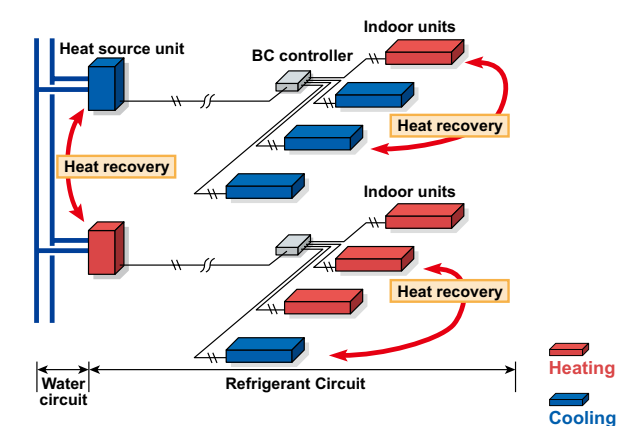 Indoor units
Heat source unit
BC controller
Heat recovery
Heat recovery
Indoor units
Heat recovery
Water
circuit
Refrigerant Circuit
Heating
Cooling